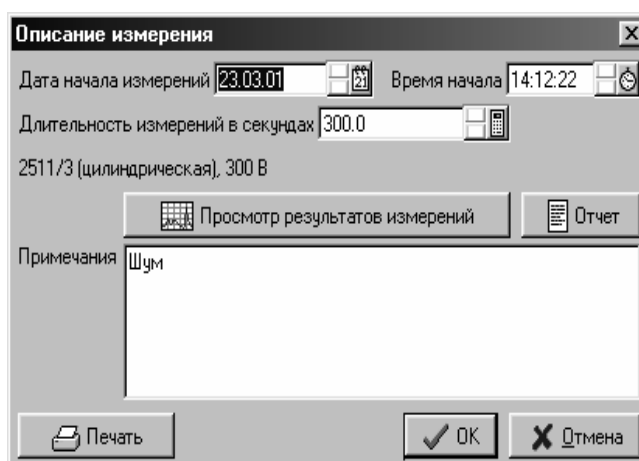 Описание измерения
Дата начала измерений 23.03.01 21 Время начала 14:12:22
Длительность измерений в секундах 300.0
2511/3 (цилиндрическая), 300 В
Просмотр результатов измерений Отчет
Примечания Шум
Печать OK Отмена